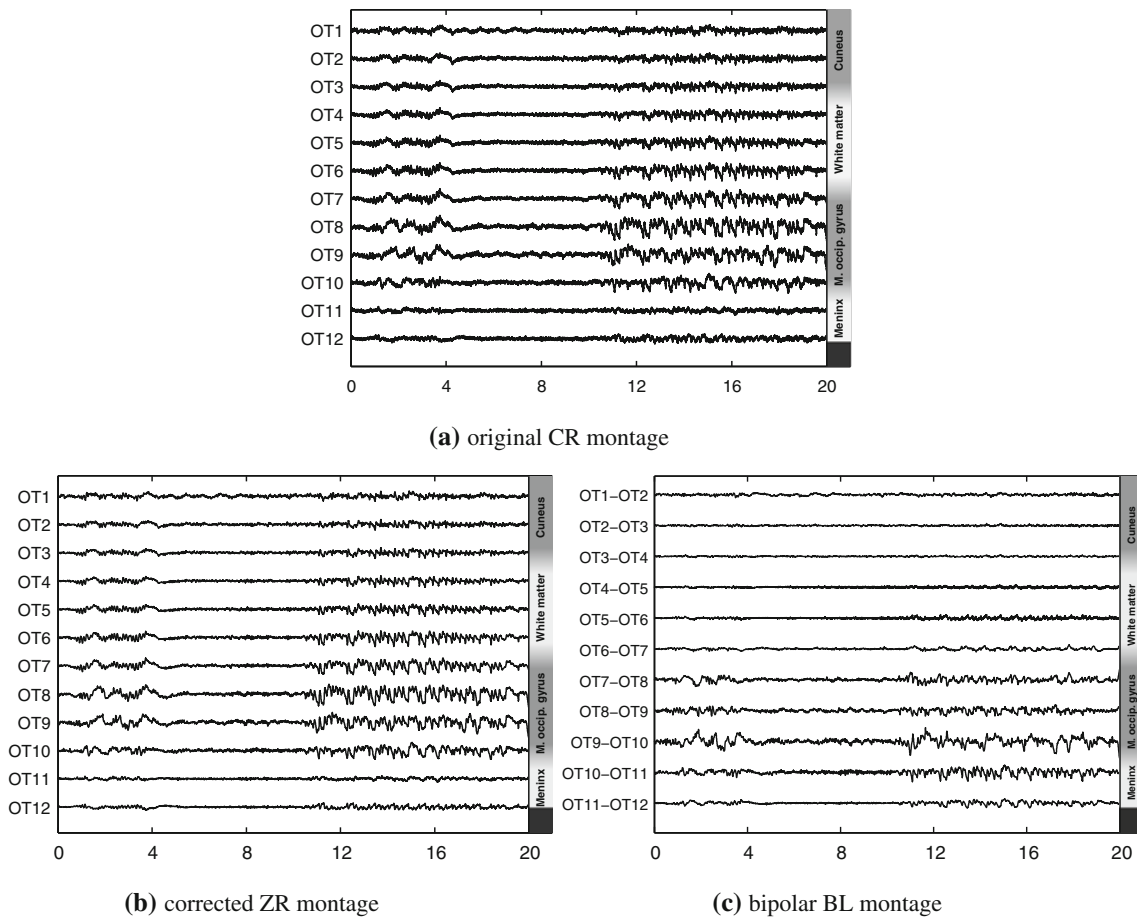 OT1
OT2
OT3
OT4
OT5
OT6
OT7
OT8
OT9
OT10
OT11
OT12
Cuneus
White matter
M. occip. gyrus
Meninx
0 4 8 12 16 20
(a) original CR montage
OT1
OT2
OT3
OT4
OT5
OT6
OT7
OT8
OT9
OT10
OT11
OT12
Cuneus
White matter
M. occip. gyrus
Meninx
0 4 8 12 16 20
(b) corrected ZR montage
OT1−OT2
OT2−OT3
OT3−OT4
OT4−OT5
OT5−OT6
OT6−OT7
OT7−OT8
OT8−OT9
OT9−OT10
OT10−OT11
OT11−OT12
Cuneus
White matter
M. occip. gyrus
Meninx
0 4 8 12 16 20
(c) bipolar BL montage